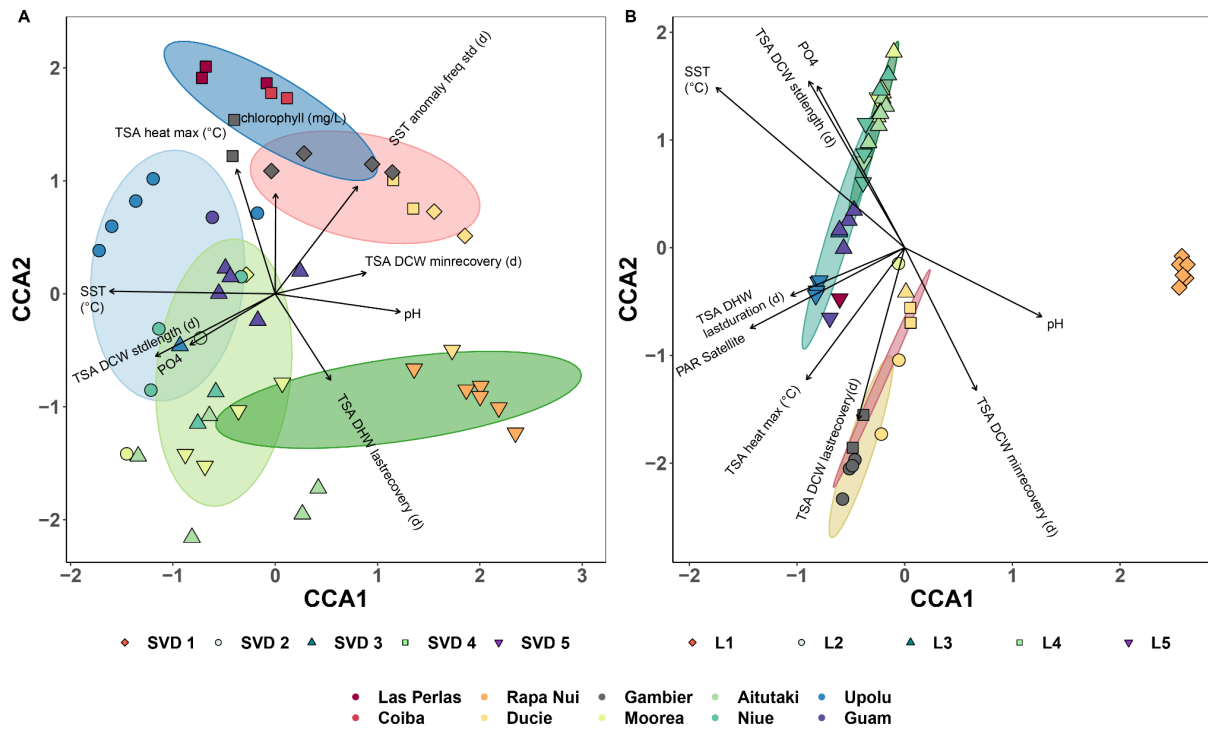 A
B
CCA2
2
1
0
−1
−2
SST anomaly freq std (d)
chlorophyll (mg/L)
TSA heat max (°C)
TSA DCW minrecovery (d)
SST
(°C)
pH
TSA DCW stdlength (d)
PO4
TSA DHW lastrecovery (d)
−2
−1
0
1
2
3
CCA1
CCA2
2
1
0
−1
−2
PO4
TSA DCW stdlength (d)
SST
(°C)
TSA DHW
lastduration (d)
PAR Satellite
pH
TSA heat max (°C)
TSA DCW lastrecovery(d)
TSA DCW minrecovery (d)
−2
−1
0
1
2
CCA1
SVD 1 SVD 2 SVD 3 SVD 4 SVD 5
L1 L2 L3 L4 L5
Las Perlas Rapa Nui Gambier Aitutaki Upolu
Coiba Ducie Moorea Niue Guam